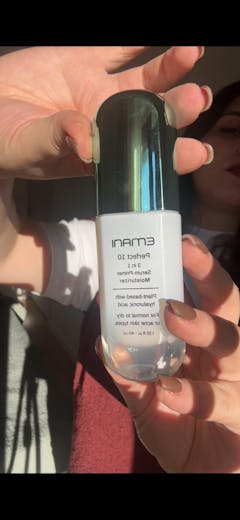 EMANI
Perfect 10
3 in 1
Serum Primer
Moisturizer
Plant-based with
hyaluronic acid
For normal to dry
or acne skin types